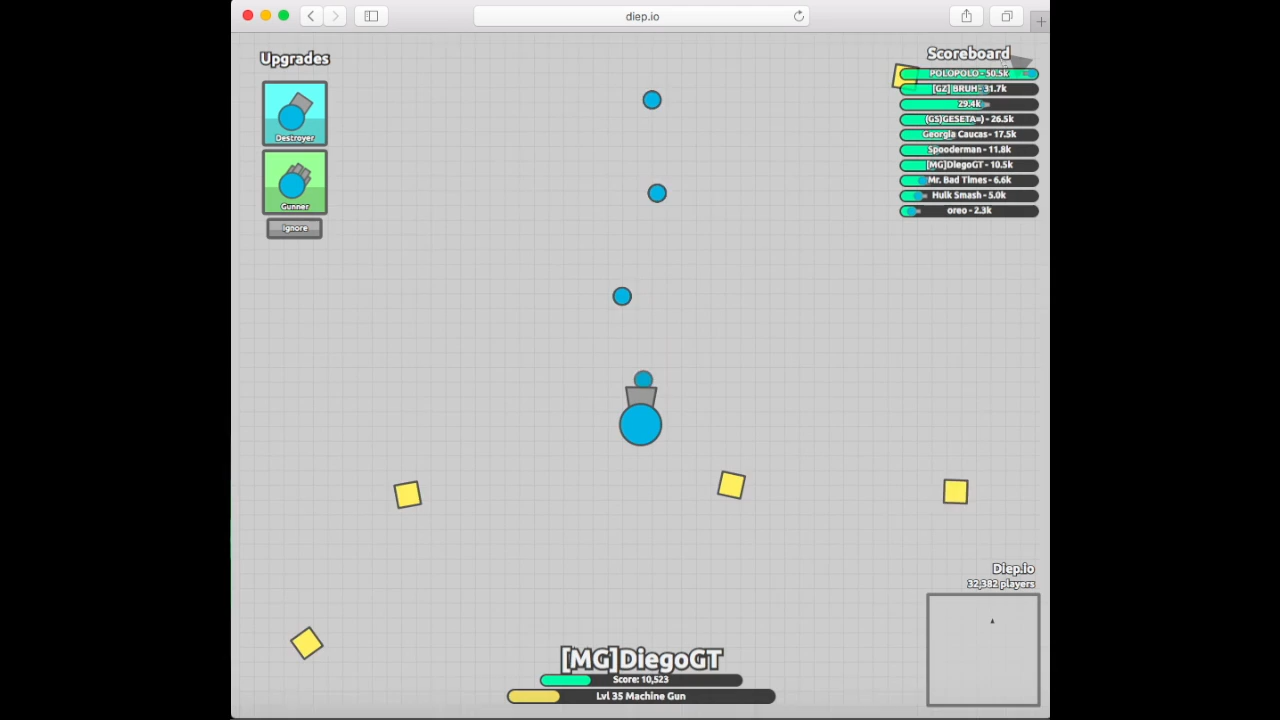 diep.io
Upgrades
Destroyer
Gunner
Ignore
Scoreboard
POLOPOLO - 50.5k
[GZ] BRUH - 31.7k
29.4k
(GS)GESETA=) - 26.5k
Georgia Caucas - 17.5k
Spooderman - 11.8k
[MG]DiegoGT - 10.5k
Mr. Bad Times - 6.6k
Hulk Smash - 5.0k
oreo - 2.3k
Diep.io
32,382 players
[MG]DiegoGT
Score: 10,523
Lvl 35 Machine Gun